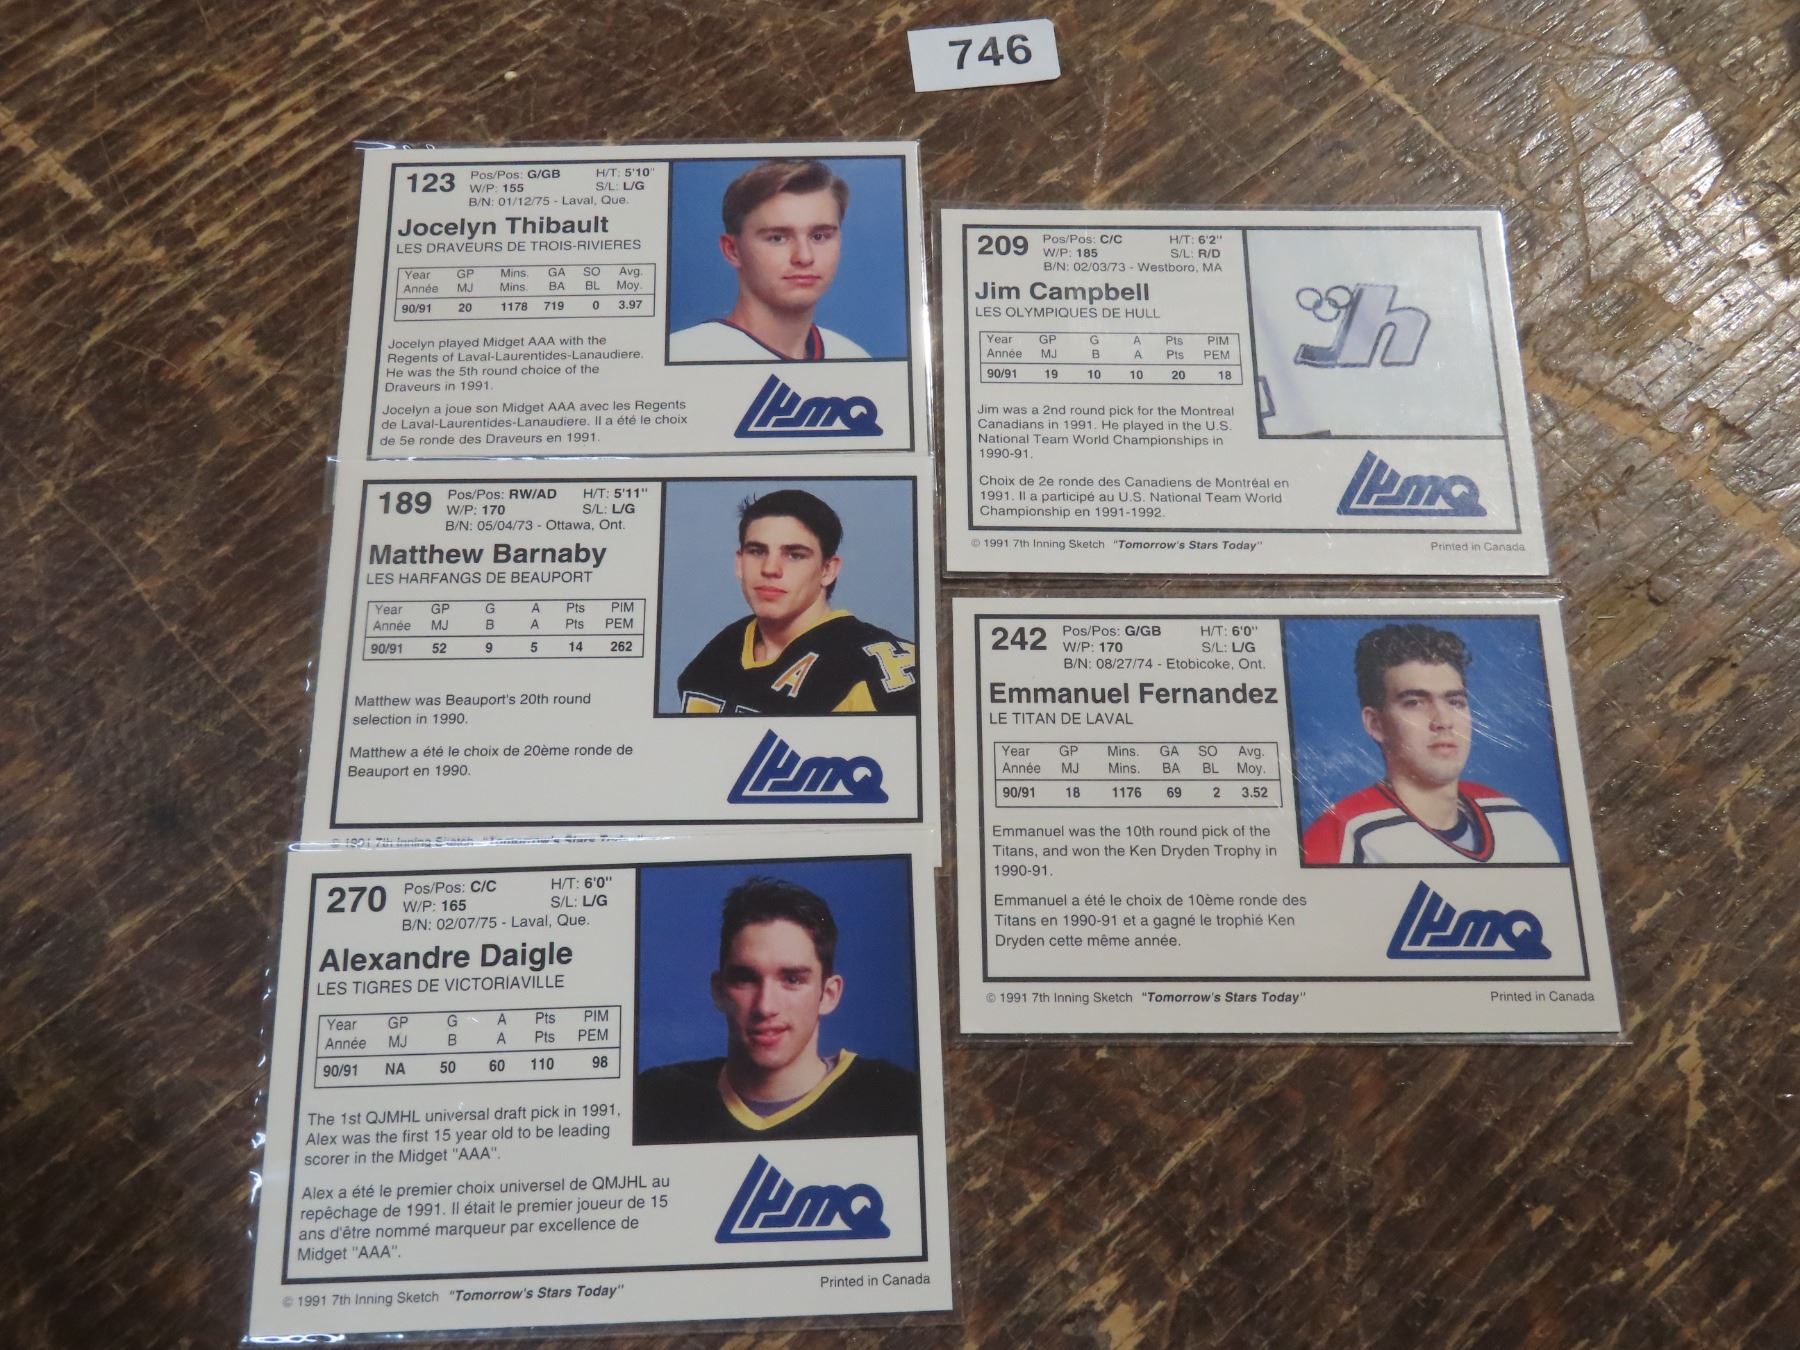 746
123
Pos/Pos: G/GB H/T: 5'10"
W/P: 155 S/L: L/G
B/N: 01/12/75 - Laval, Que.
Jocelyn Thibault
LES DRAVEURS DE TROIS-RIVIERES
Year GP Mins. GA SO Avg.
Année MJ Mins. BA BL Moy.
90/91 20 1178 719 0 3.97
Jocelyn played Midget AAA with the
Regents of Laval-Laurentides-Lanaudiere.
He was the 5th round choice of the
Draveurs in 1991.
Jocelyn a joue son Midget AAA avec les Regents
de Laval-Laurentides-Lanaudiere. Il a été le choix
de 5e ronde des Draveurs en 1991.
LHJMQ
189
Pos/Pos: RW/AD H/T: 5'11"
W/P: 170 S/L: L/G
B/N: 05/04/73 - Ottawa, Ont.
Matthew Barnaby
LES HARFANGS DE BEAUPORT
Year GP G A Pts PIM
Année MJ B A Pts PEM
90/91 52 9 5 14 262
Matthew was Beauport's 20th round
selection in 1990.
Matthew a été le choix de 20ème ronde de
Beauport en 1990.
A
H
LHJMQ
© 1991 7th Inning Sketch "Tomorrow's Stars Today"
270
Pos/Pos: C/C H/T: 6'0"
W/P: 165 S/L: L/G
B/N: 02/07/75 - Laval, Que.
Alexandre Daigle
LES TIGRES DE VICTORIAVILLE
Year GP G A Pts PIM
Année MJ B A Pts PEM
90/91 NA 50 60 110 98
The 1st QJMHL universal draft pick in 1991,
Alex was the first 15 year old to be leading
scorer in the Midget "AAA".
Alex a été le premier choix universel de QMJHL au
repêchage de 1991. Il était le premier joueur de 15
ans d'être nommé marqueur par excellence de
Midget "AAA".
LHJMQ
© 1991 7th Inning Sketch "Tomorrow's Stars Today" Printed in Canada
209
Pos/Pos: C/C H/T: 6'2"
W/P: 185 S/L: R/D
B/N: 02/03/73 - Westboro, MA
Jim Campbell
LES OLYMPIQUES DE HULL
Year GP G A Pts PIM
Année MJ B A Pts PEM
90/91 19 10 10 20 18
Jim was a 2nd round pick for the Montreal
Canadians in 1991. He played in the U.S.
National Team World Championships in
1990-91.
Choix de 2e ronde des Canadiens de Montréal en
1991. Il a participé au U.S. National Team World
Championship en 1991-1992.
h
LHJMQ
© 1991 7th Inning Sketch "Tomorrow's Stars Today" Printed in Canada
242
Pos/Pos: G/GB H/T: 6'0"
W/P: 170 S/L: L/G
B/N: 08/27/74 - Etobicoke, Ont.
Emmanuel Fernandez
LE TITAN DE LAVAL
Year GP Mins. GA SO Avg.
Année MJ Mins. BA BL Moy.
90/91 18 1176 69 2 3.52
Emmanuel was the 10th round pick of the
Titans, and won the Ken Dryden Trophy in
1990-91.
Emmanuel a été le choix de 10ème ronde des
Titans en 1990-91 et a gagné le trophié Ken
Dryden cette même année.
LHJMQ
© 1991 7th Inning Sketch "Tomorrow's Stars Today" Printed in Canada